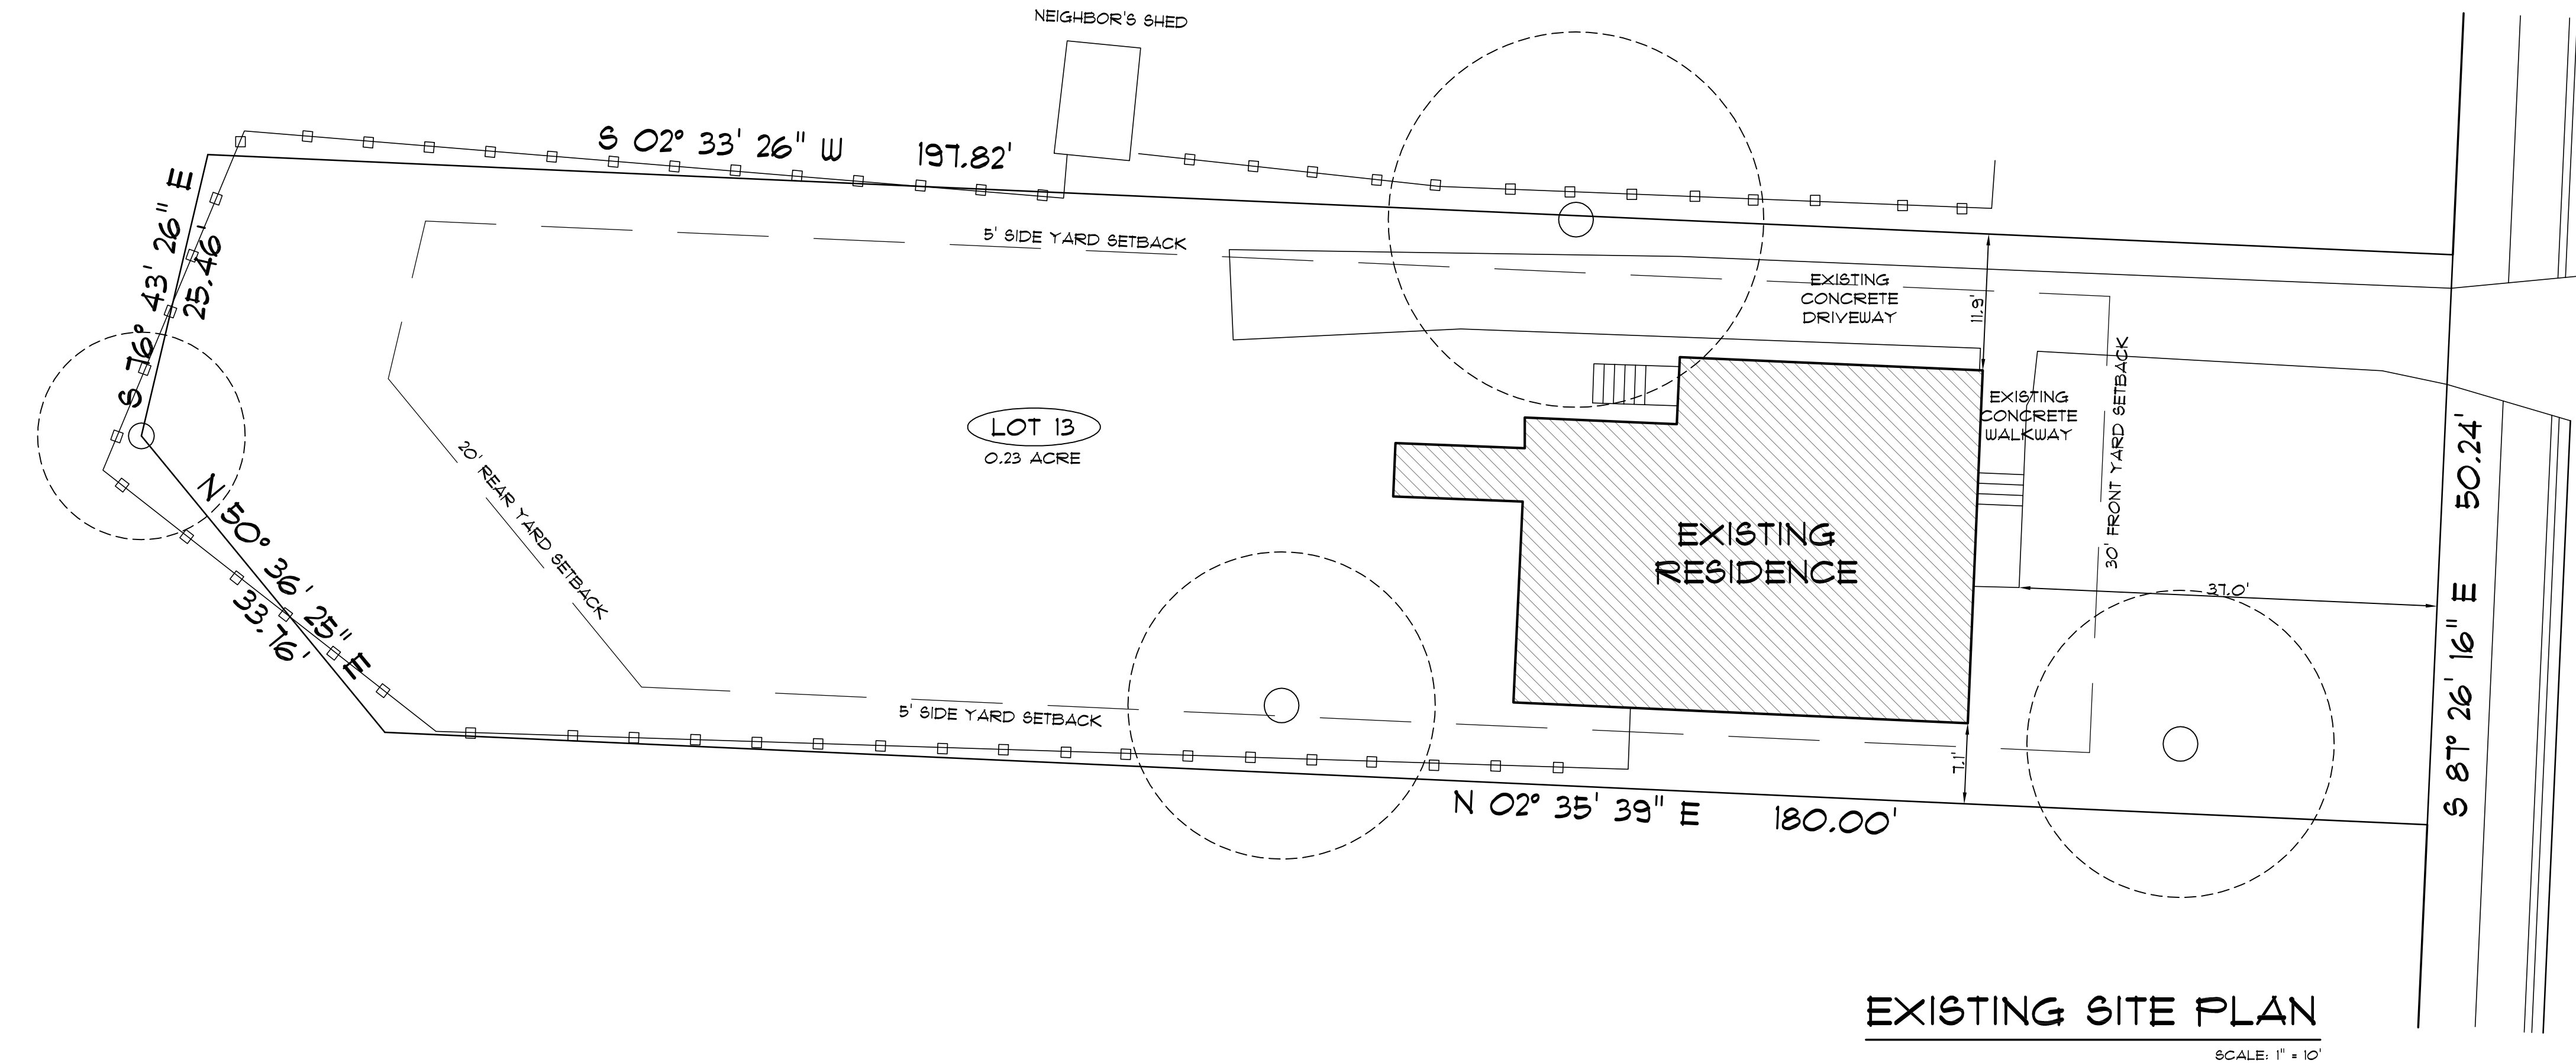 NEIGHBOR'S SHED
S 02° 33' 26" W 197.82'
S 76° 43' 26" E
25.46'
5' SIDE YARD SETBACK
EXISTING
CONCRETE
DRIVEWAY
11.9'
EXISTING
CONCRETE
WALKWAY
30' FRONT YARD SETBACK
LOT 13
0.23 ACRE
20' REAR YARD SETBACK
N 50° 36' 25" E
33.76'
EXISTING
RESIDENCE
37.0'
S 87° 26' 16" E 50.24'
5' SIDE YARD SETBACK
7.1'
N 02° 35' 39" E 180.00'
EXISTING SITE PLAN
SCALE: 1" = 10'